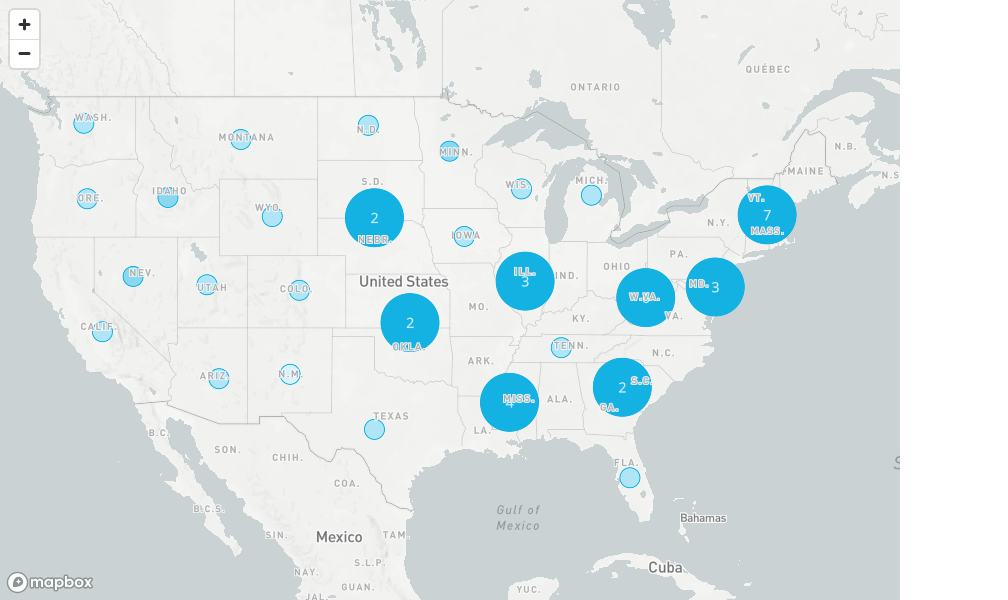 +
−
QUÉBEC
ONTARIO
WASH.
MONTANA
N.D.
MINN.
N.B.
MAINE
N.S
ORE.
IDAHO
WYO.
S.D.
WIS.
MICH.
VT.
2
NEBR.
IOWA
N.Y.
7
MASS.
NEV.
UTAH
COLO.
United States
ILL.
3
IND.
OHIO
PA.
MD.
3
W.VA.
VA.
CALIF.
MO.
KY.
2
OKLA.
TENN.
N.C.
ARIZ.
N.M.
ARK.
MISS.
4
ALA.
2
S.C.
GA.
TEXAS
LA.
B.C.
SON.
CHIH.
FLA.
COA.
B.C.S.
Gulf of
Mexico
Bahamas
SIN.
Mexico
TAM.
S.L.P.
NAY.
GUAN.
JAL.
Cuba
YUC.
mapbox